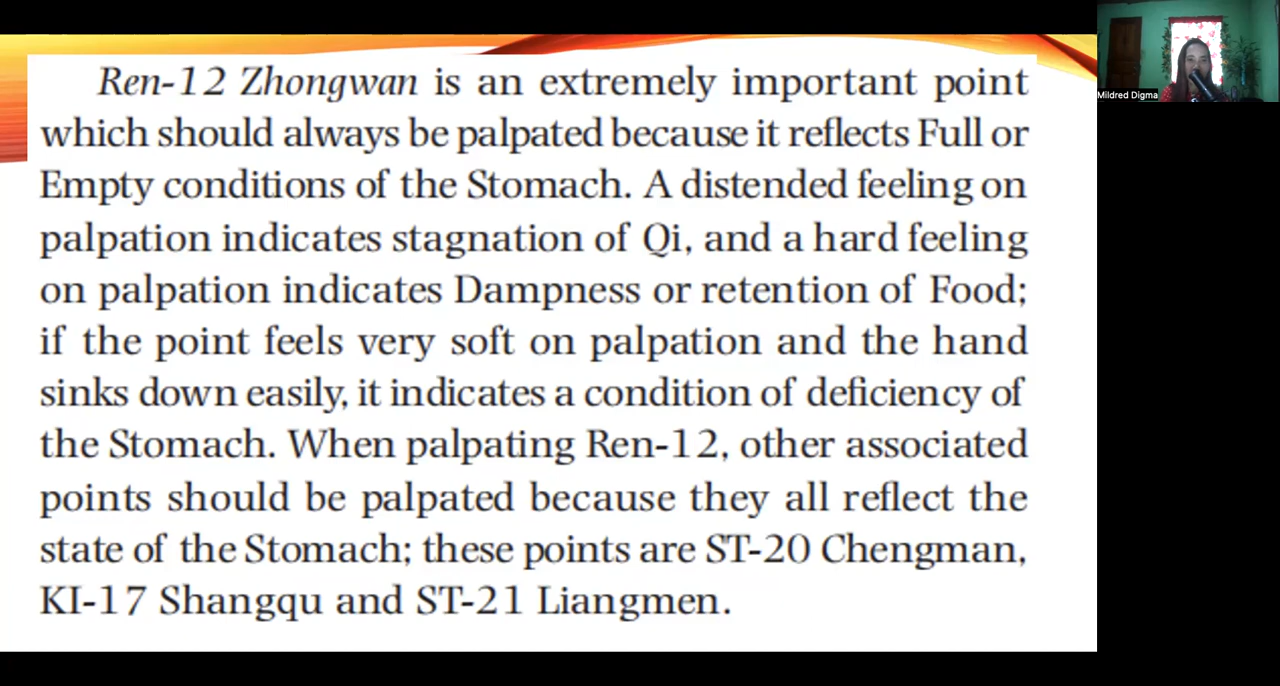 Ren-12 Zhongwan is an extremely important point
which should always be palpated because it reflects Full or
Empty conditions of the Stomach. A distended feeling on
palpation indicates stagnation of Qi, and a hard feeling
on palpation indicates Dampness or retention of Food;
if the point feels very soft on palpation and the hand
sinks down easily, it indicates a condition of deficiency of
the Stomach. When palpating Ren-12, other associated
points should be palpated because they all reflect the
state of the Stomach; these points are ST-20 Chengman,
KI-17 Shangqu and ST-21 Liangmen.
Mildred Digma